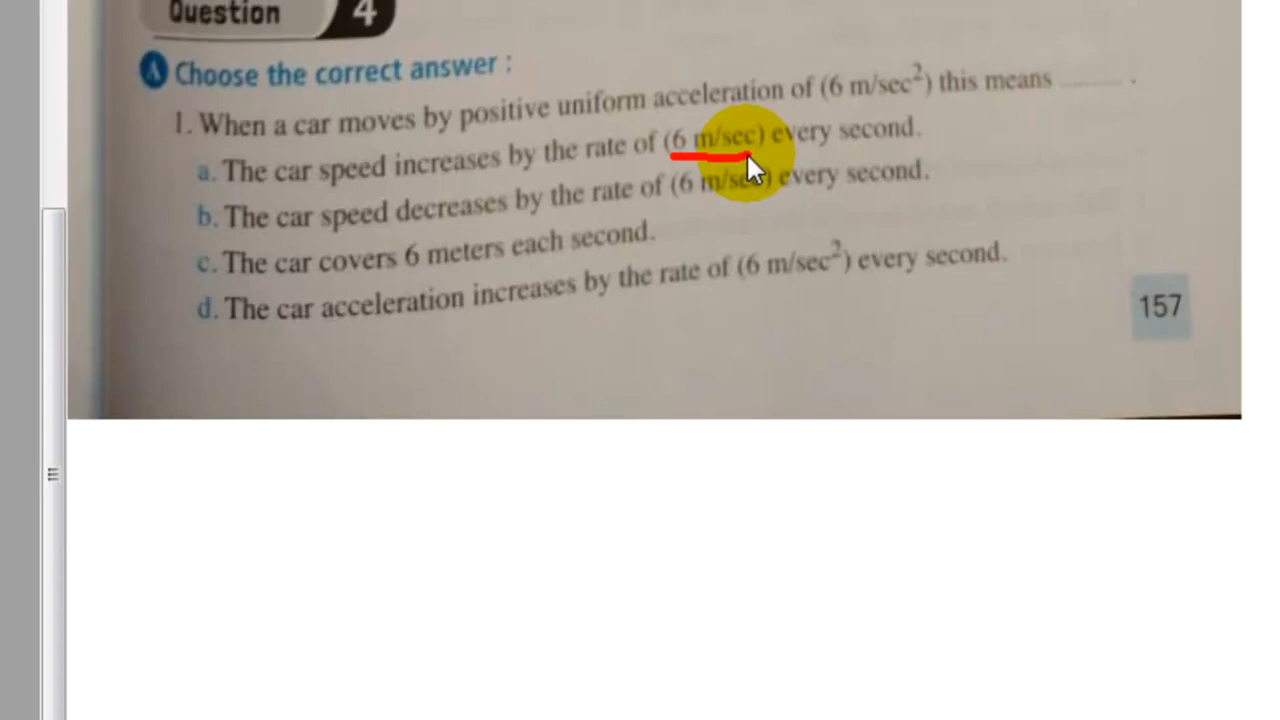 Question 4
A Choose the correct answer :
1. When a car moves by positive uniform acceleration of (6 m/sec²) this means ........ .
a. The car speed increases by the rate of (6 m/sec) every second.
b. The car speed decreases by the rate of (6 m/sec) every second.
c. The car covers 6 meters each second.
d. The car acceleration increases by the rate of (6 m/sec²) every second.
157